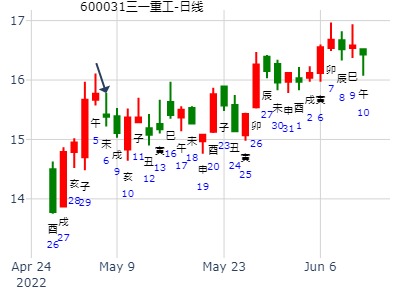 600031三一重工-日线
17
16
15
14
酉
26
戌
27
亥
28
子
29
午
5
未
6
戌
9
亥
10
子
11
丑
12
寅
13
巳
16
午
17
未
18
申
19
酉
20
子
23
丑
24
寅
25
卯
26
辰
27
未
30
申
31
酉
1
戌
2
寅
6
卯
7
辰
8
巳
9
午
10
Apr 24
2022
May 9
May 23
Jun 6